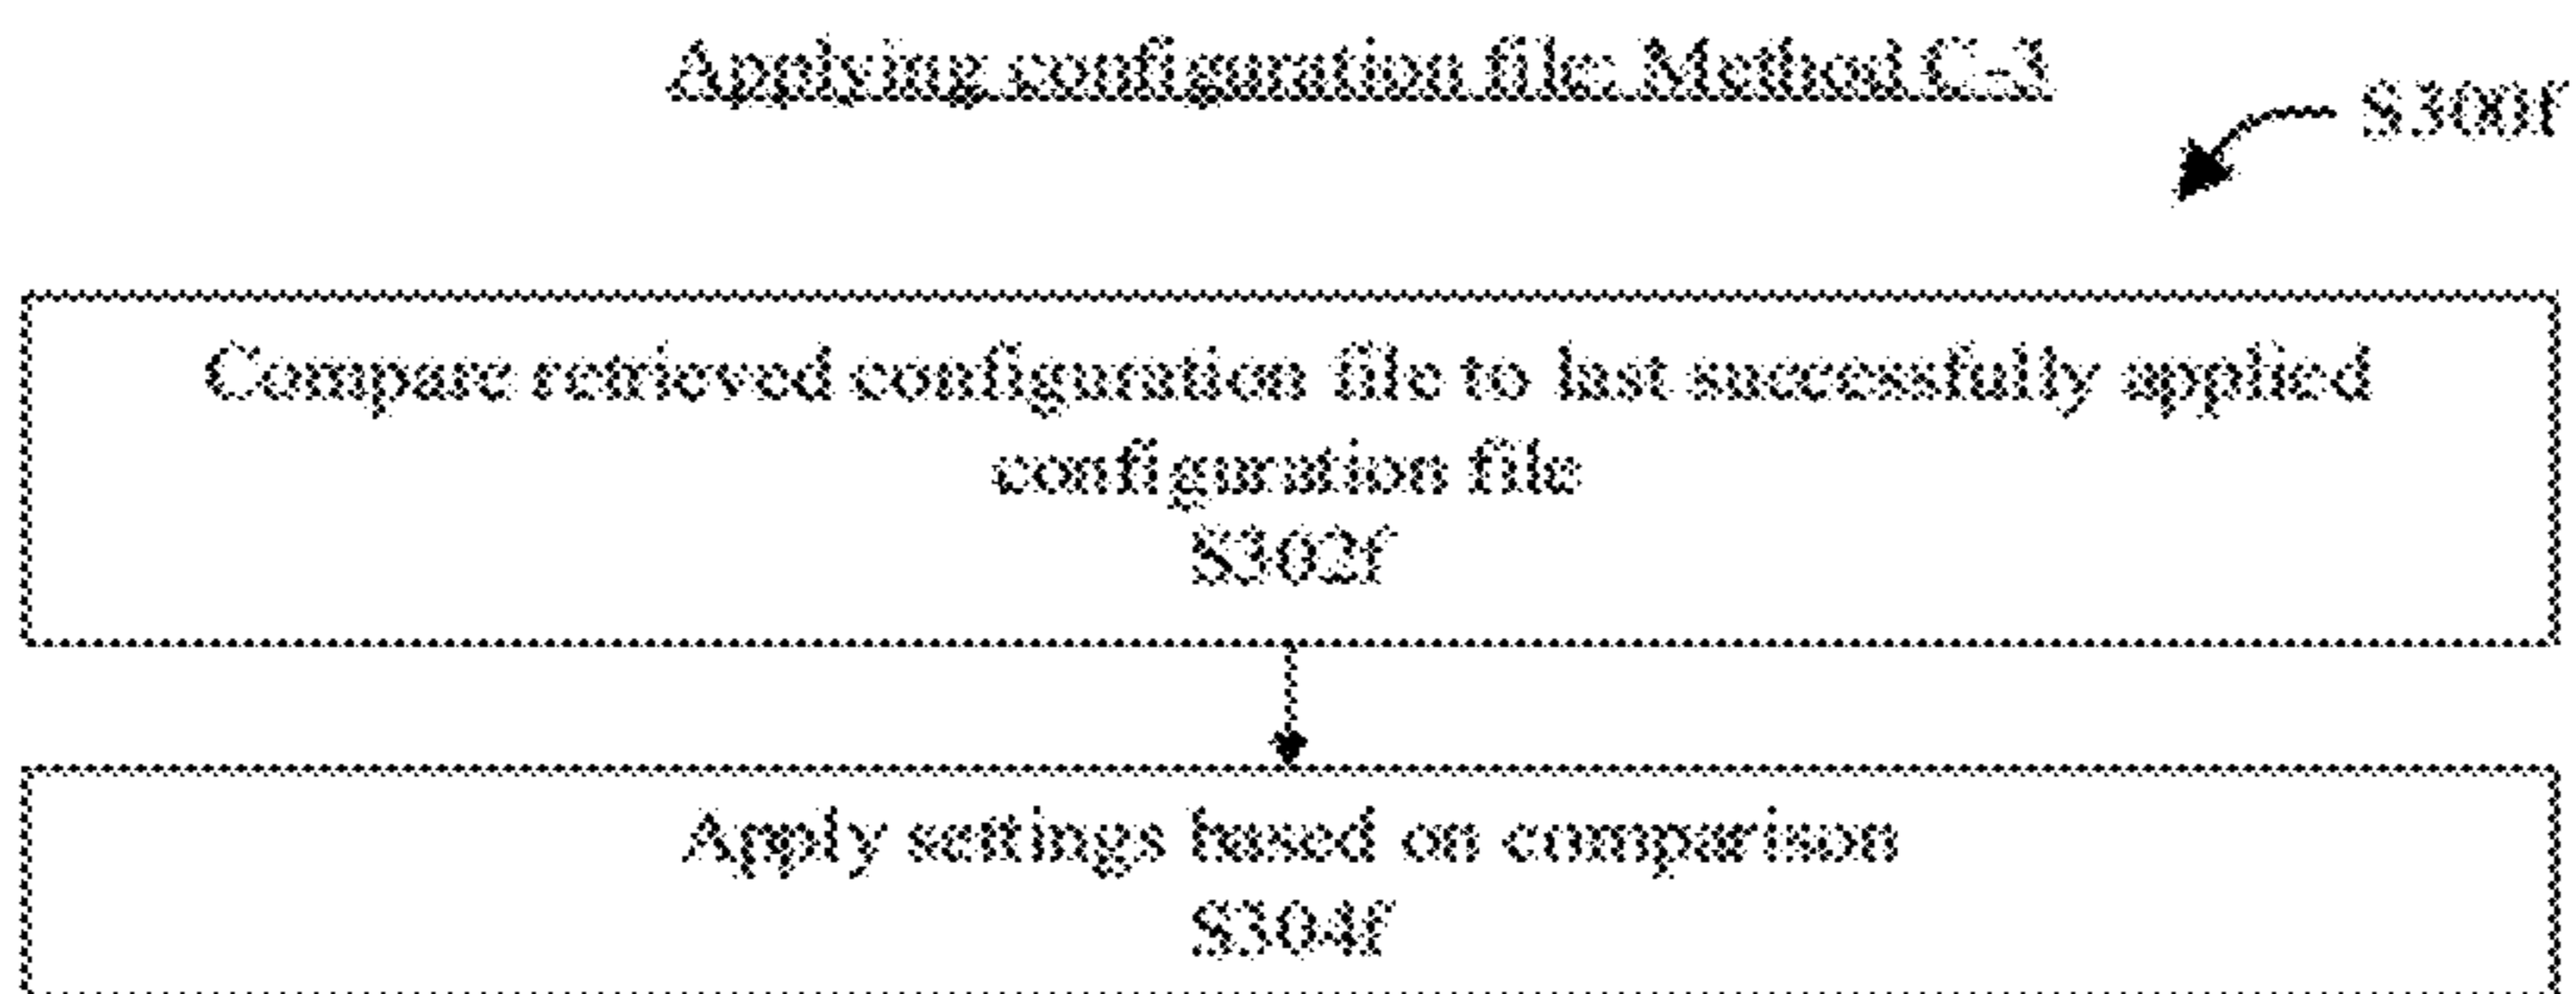 Applying configuration file: Method C-3
S300f
Compare retrieved configuration file to last successfully applied
configuration file
S302f
Apply settings based on comparison
S304f